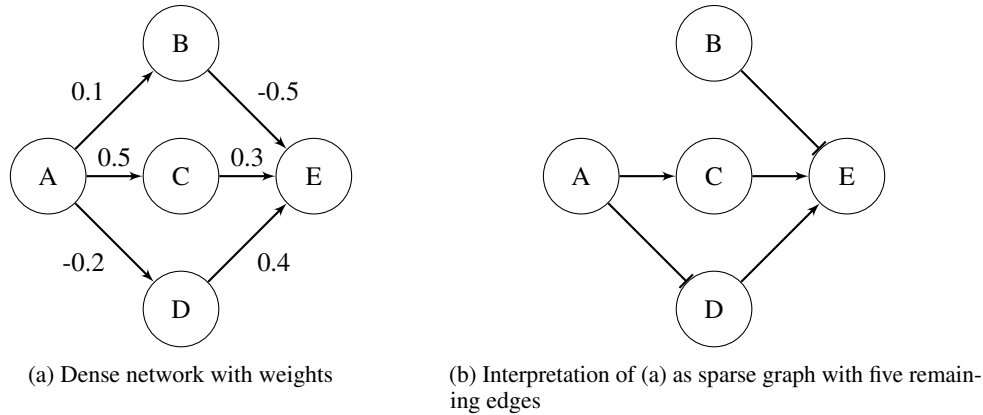 B
0.1
-0.5
A
0.5
C
0.3
E
-0.2
0.4
D
(a) Dense network with weights
B
A
C
E
D
(b) Interpretation of (a) as sparse graph with five remain-
ing edges